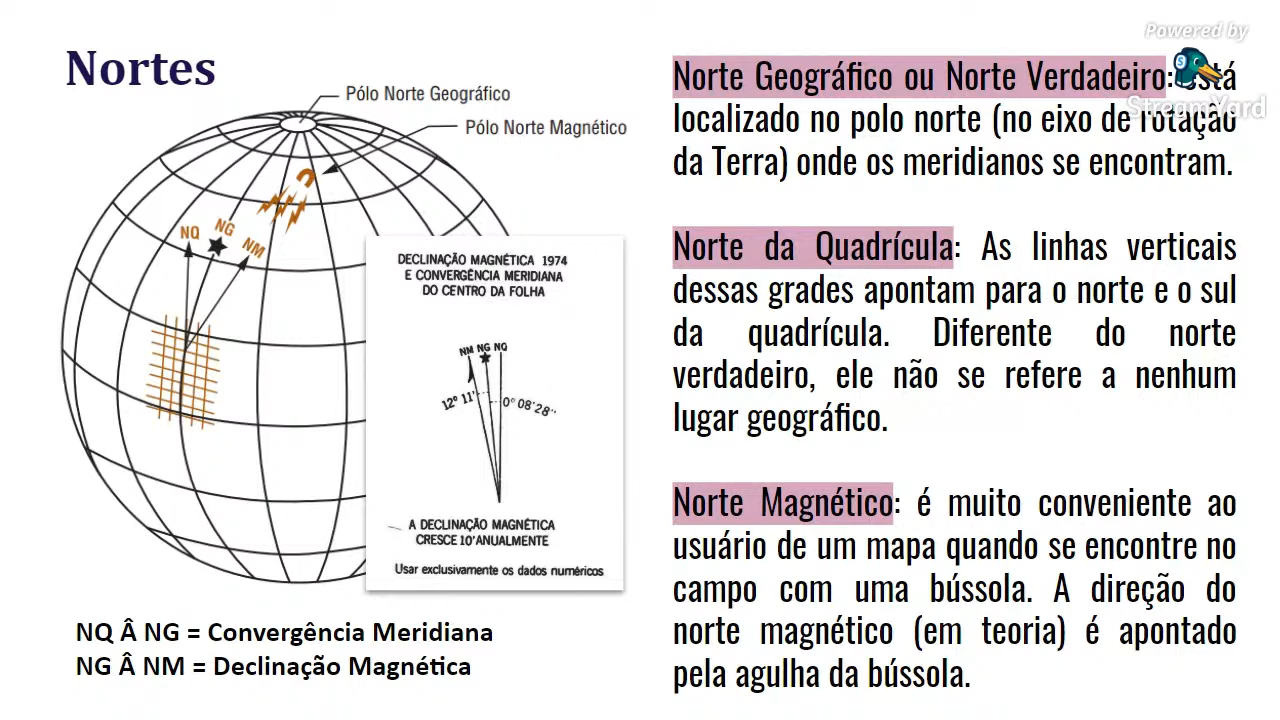 Nortes
Pólo Norte Geográfico
Pólo Norte Magnético
NQ
NG
NM
DECLINAÇÃO MAGNÉTICA 1974
E CONVERGÊNCIA MERIDIANA
DO CENTRO DA FOLHA
NM NG NQ
12º 11'
0º 08'28''
A DECLINAÇÃO MAGNÉTICA
CRESCE 10'ANUALMENTE
Usar exclusivamente os dados numéricos
NQ Â NG = Convergência Meridiana
NG Â NM = Declinação Magnética
Powered by
StreamYard
Norte Geográfico ou Norte Verdadeiro: está
localizado no polo norte (no eixo de rotação
da Terra) onde os meridianos se encontram.
Norte da Quadrícula: As linhas verticais
dessas grades apontam para o norte e o sul
da quadrícula. Diferente do norte
verdadeiro, ele não se refere a nenhum
lugar geográfico.
Norte Magnético: é muito conveniente ao
usuário de um mapa quando se encontre no
campo com uma bússola. A direção do
norte magnético (em teoria) é apontado
pela agulha da bússola.